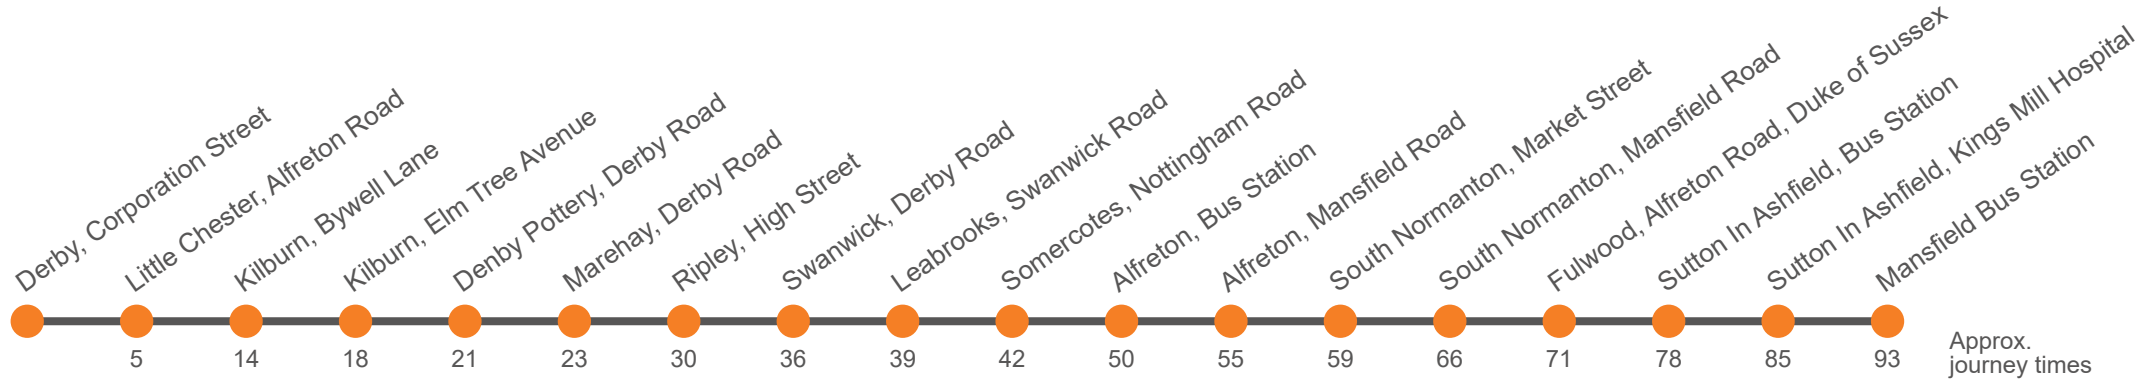 Derby, Corporation Street
Little Chester, Alfreton Road
Kilburn, Bywell Lane
Kilburn, Elm Tree Avenue
Denby Pottery, Derby Road
Marehay, Derby Road
Ripley, High Street
Swanwick, Derby Road
Leabrooks, Swanwick Road
Somercotes, Nottingham Road
Alfreton, Bus Station
Alfreton, Mansfield Road
South Normanton, Market Street
South Normanton, Mansfield Road
Fulwood, Alfreton Road, Duke of Sussex
Sutton In Ashfield, Bus Station
Sutton In Ashfield, Kings Mill Hospital
Mansfield Bus Station
5 14 18 21 23 30 36 39 42 50 55 59 66 71 78 85 93
Approx.
journey times